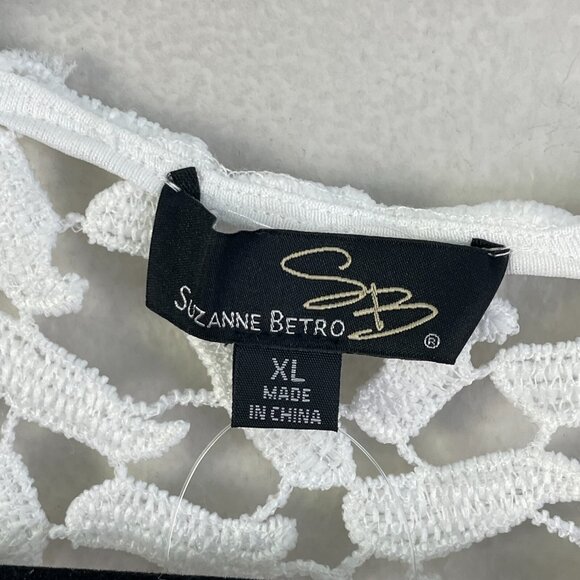 SB
SUZANNE BETRO ®
XL
MADE
IN CHINA